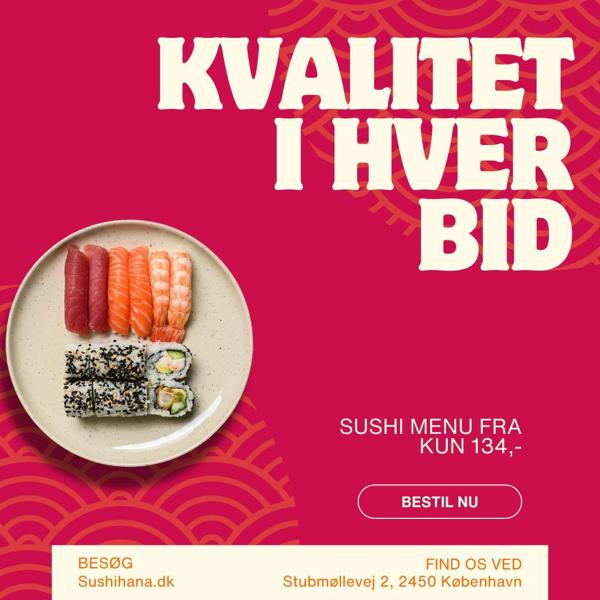 KVALITET
I HVER
BID
SUSHI MENU FRA
KUN 134,-
BESTIL NU
BESØG
Sushihana.dk
FIND OS VED
Stubmøllevej 2, 2450 København